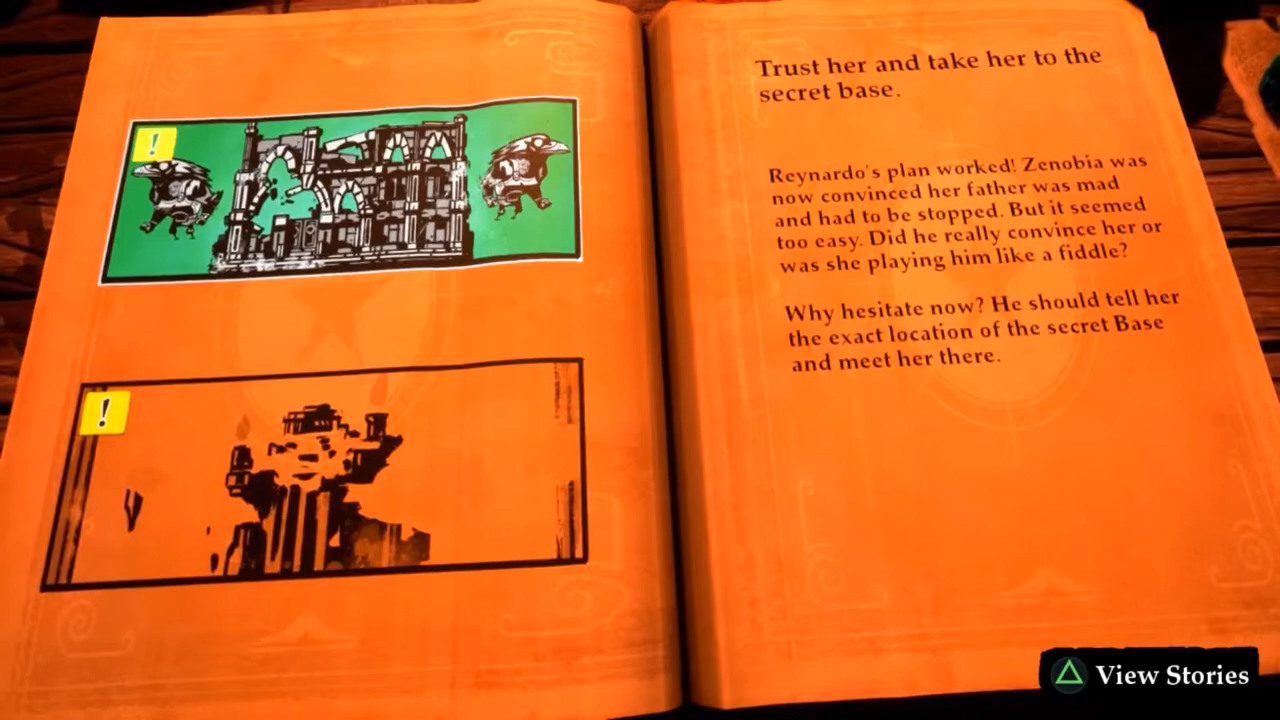 !
!
Trust her and take her to the
secret base.
Reynardo's plan worked! Zenobia was
now convinced her father was mad
and had to be stopped. But it seemed
too easy. Did he really convince her or
was she playing him like a fiddle?
Why hesitate now? He should tell her
the exact location of the secret Base
and meet her there.
View Stories